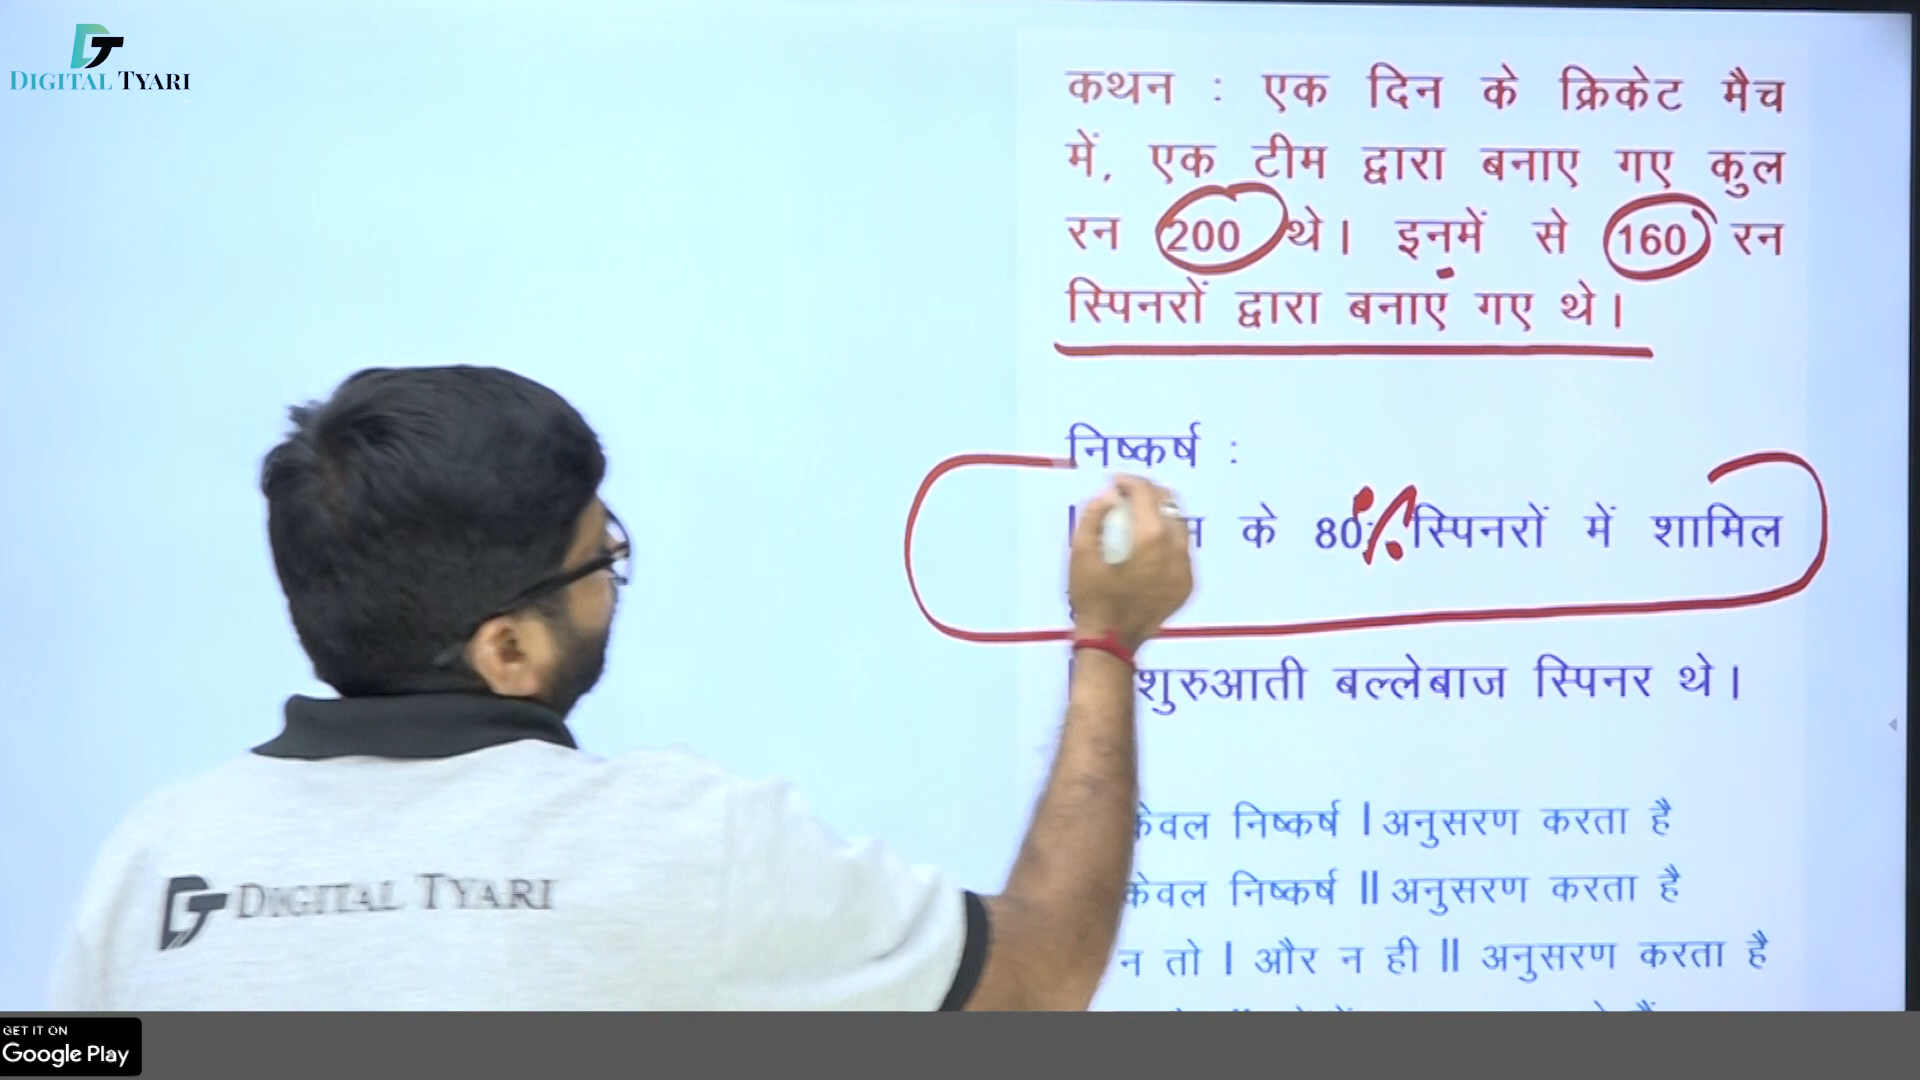 DIGITAL TYARI
कथन : एक दिन के क्रिकेट मैच
में, एक टीम द्वारा बनाए गए कुल
रन 200 थे। इनमें से 160 रन
स्पिनरों द्वारा बनाए गए थे।
निष्कर्ष :
के 80% स्पिनरों में शामिल
शुरुआती बल्लेबाज स्पिनर थे।
केवल निष्कर्ष I अनुसरण करता है
केवल निष्कर्ष II अनुसरण करता है
न तो I और न ही II अनुसरण करता है
DIGITAL TYARI
GET IT ON
Google Play